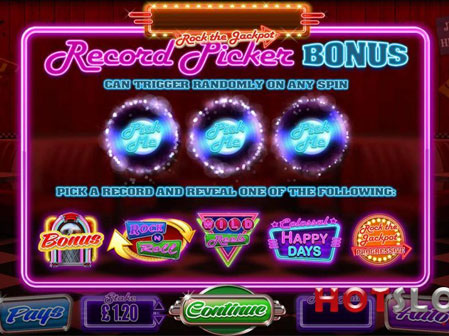 Rock the Jackpot
Record Picker BONUS
CAN TRIGGER RANDOMLY ON ANY SPIN
Pick Me
Pick Me
Pick Me
PICK A RECORD AND REVEAL ONE OF THE FOLLOWING:
Bonus
ROCK N Roll
WILD
Colossal HAPPY DAYS
Rock the Jackpot PROGRESSIVE
Pays
Stake
£1.20
Continue
Auto
HOTSLO